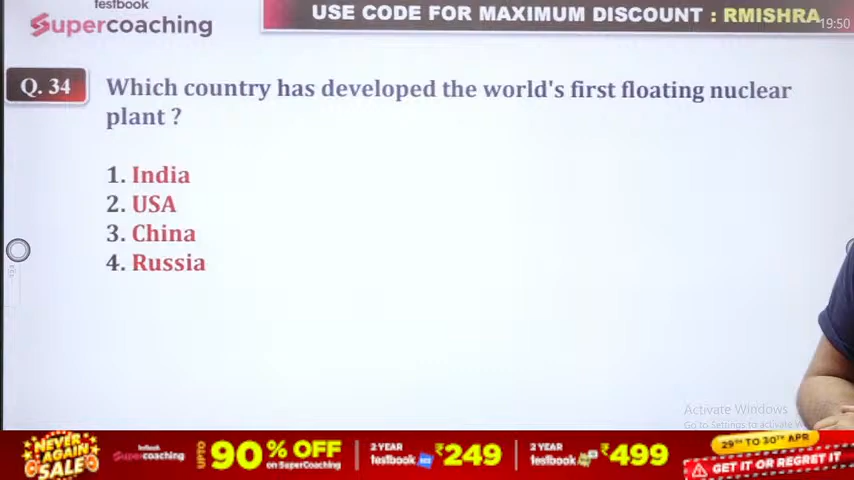 testbook
Supercoaching
USE CODE FOR MAXIMUM DISCOUNT : RMISHRA
19:50
Q. 34
Which country has developed the world's first floating nuclear
plant ?
1. India
2. USA
3. China
4. Russia
Activate Windows
Go to Settings to activate W
NEVER
AGAIN
SALE
testbook
Supercoaching
UPTO
90% OFF
on SuperCoaching
2 YEAR
testbook
₹249
2 YEAR
testbook
₹499
29TH TO 30TH APR
GET IT OR REGRET IT